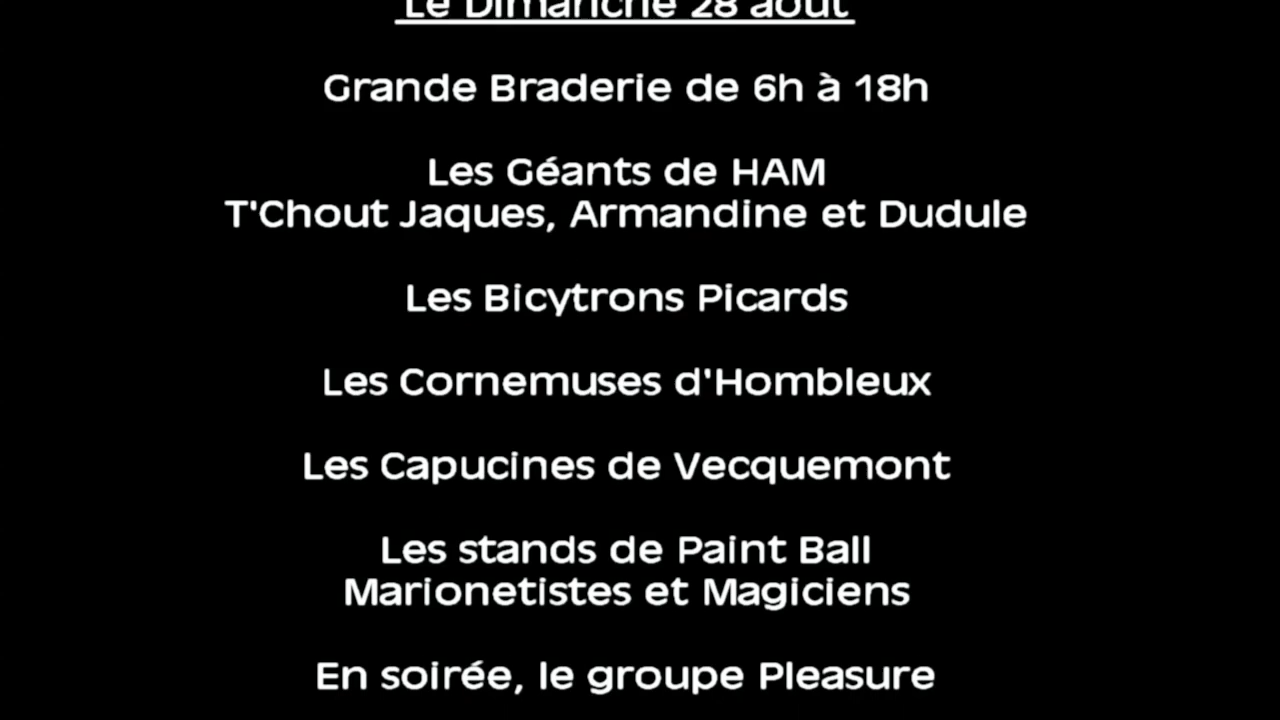 Le Dimanche 28 août
Grande Braderie de 6h à 18h
Les Géants de HAM
T'Chout Jaques, Armandine et Dudule
Les Bicytrons Picards
Les Cornemuses d'Hombleux
Les Capucines de Vecquemont
Les stands de Paint Ball
Marionetistes et Magiciens
En soirée, le groupe Pleasure